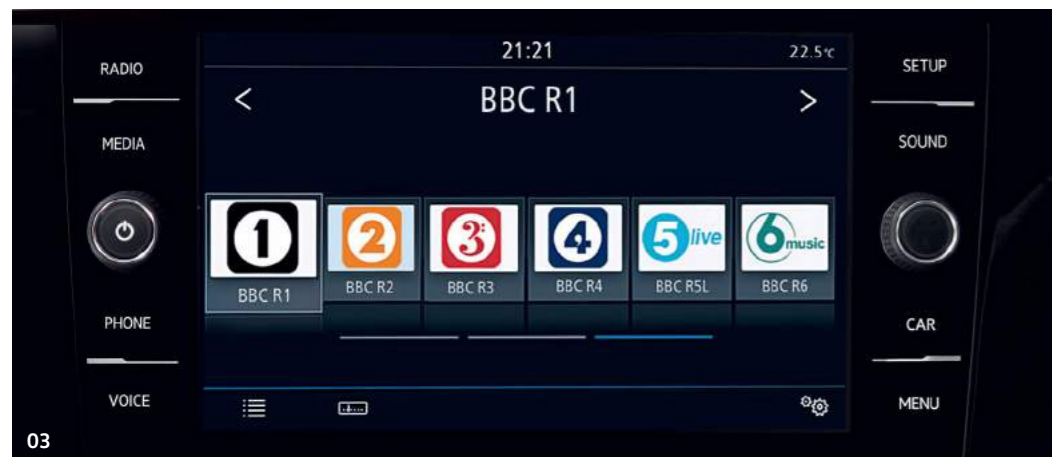 RADIO
MEDIA
PHONE
VOICE
21:21
22.5°C
< BBC R1 >
1
2
3
4
5 live
6 music
BBC R1
BBC R2
BBC R3
BBC R4
BBC R5L
BBC R6
SETUP
SOUND
CAR
MENU
03